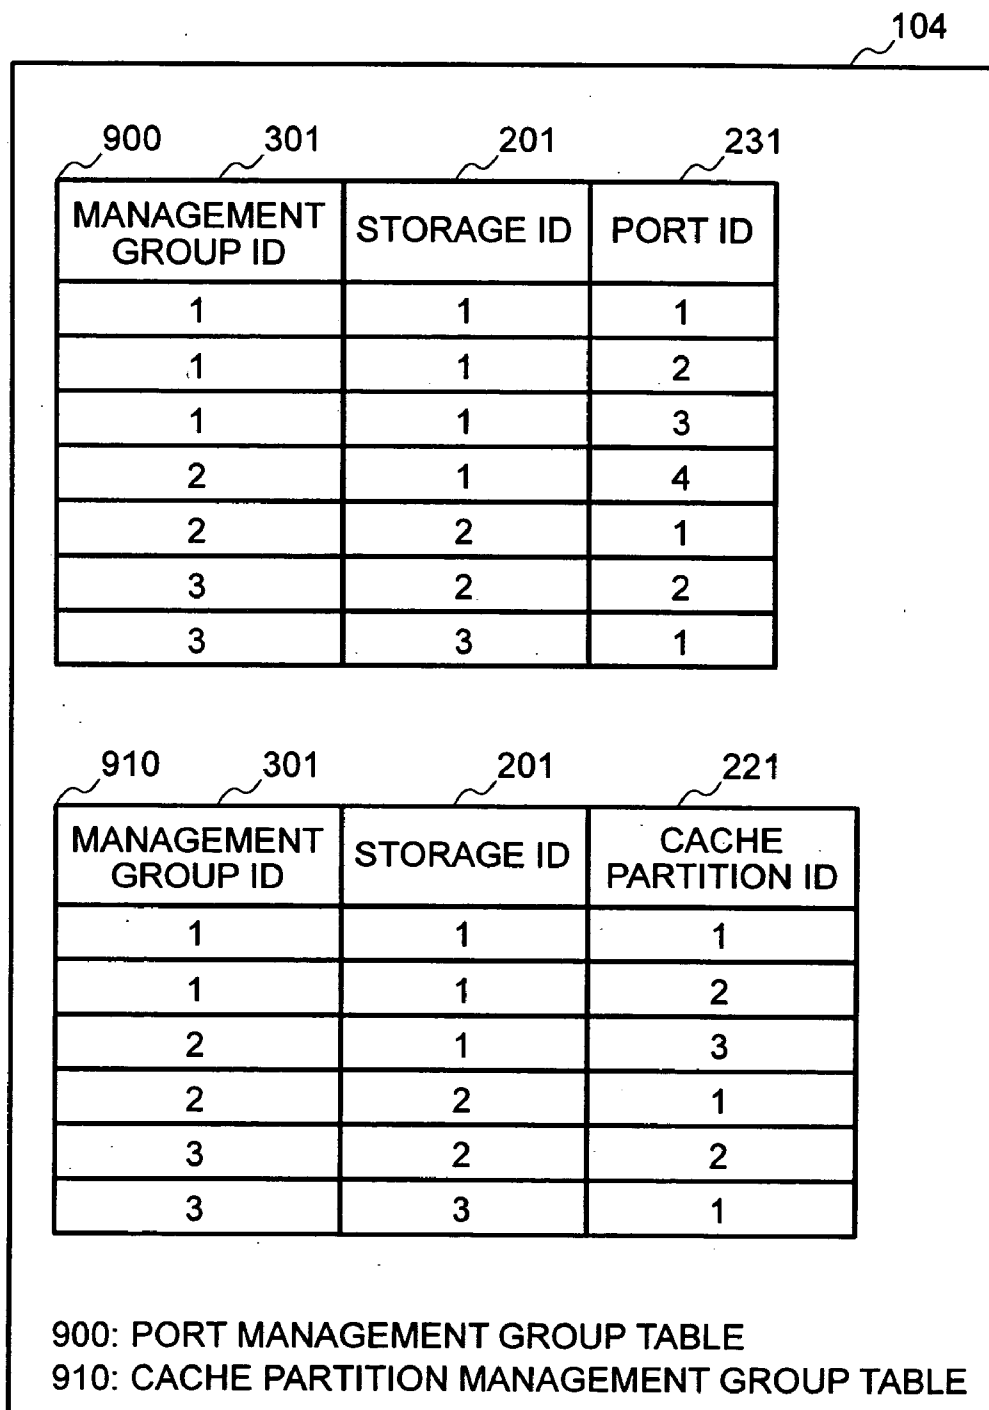 104
900 301 201 231
MANAGEMENT GROUP ID STORAGE ID PORT ID
1 1 1
1 1 2
1 1 3
2 1 4
2 2 1
3 2 2
3 3 1
910 301 201 221
MANAGEMENT GROUP ID STORAGE ID CACHE PARTITION ID
1 1 1
1 1 2
2 1 3
2 2 1
3 2 2
3 3 1
900: PORT MANAGEMENT GROUP TABLE
910: CACHE PARTITION MANAGEMENT GROUP TABLE